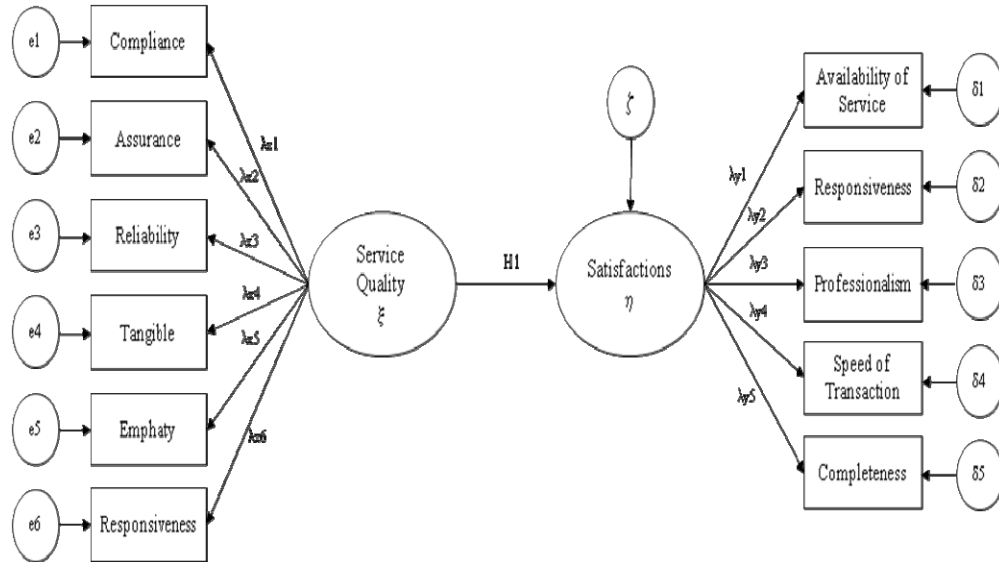 e1
Compliance
e2
Assurance
e3
Reliability
e4
Tangible
e5
Emphaty
e6
Responsiveness
λx1
λx2
λx3
λx4
λx5
λx6
Service
Quality
ξ
H1
ζ
Satisfactions
η
λy1
λy2
λy3
λy4
λy5
Availability of
Service
δ1
Responsiveness
δ2
Professionalism
δ3
Speed of
Transaction
δ4
Completeness
δ5